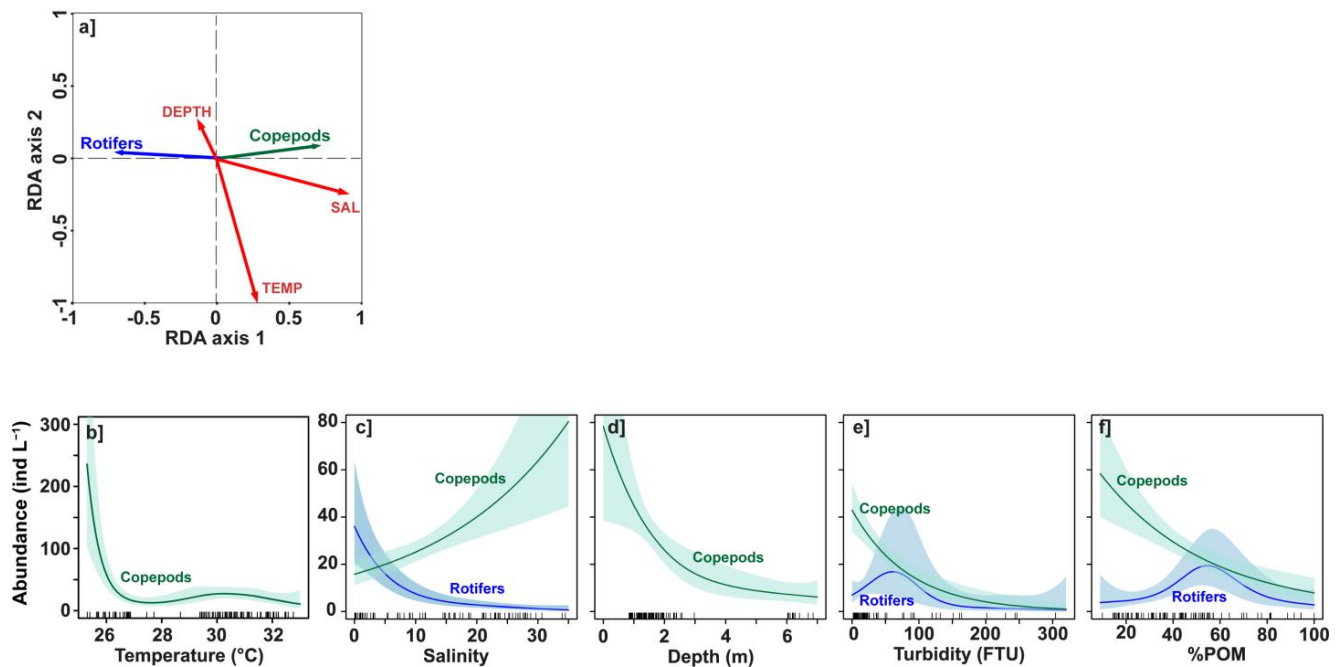 a]
1
0.5
0
-0.5
-1
RDA axis 2
DEPTH
Rotifers
Copepods
SAL
TEMP
-1 -0.5 0 0.5 1
RDA axis 1
Abundance (ind L⁻¹)
b]
300
200
100
0
Copepods
26 28 30 32
Temperature (°C)
c]
80
60
40
20
0
Copepods
Rotifers
0 10 20 30
Salinity
d]
Copepods
0 2 4 6
Depth (m)
e]
Copepods
Rotifers
0 100 200 300
Turbidity (FTU)
f]
Copepods
Rotifers
20 40 60 80 100
%POM